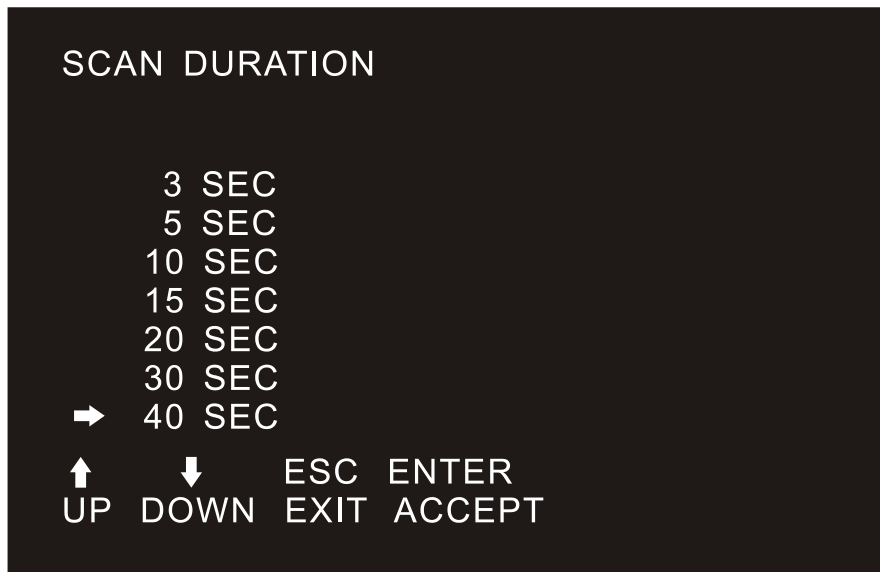 SCAN DURATION
3 SEC
5 SEC
10 SEC
15 SEC
20 SEC
30 SEC
➡ 40 SEC
⬆ ⬇ ESC ENTER
UP DOWN EXIT ACCEPT